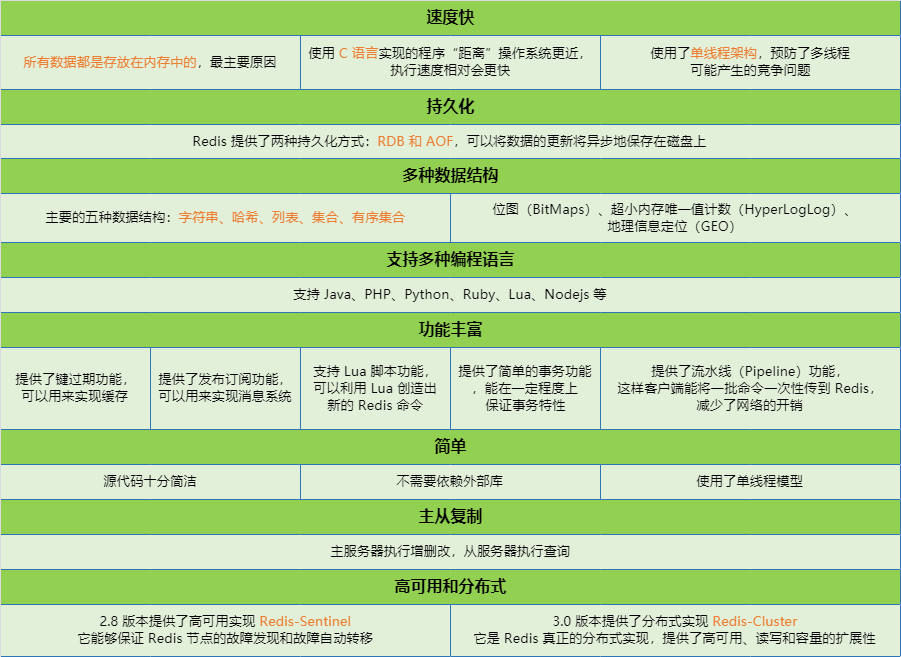 速度快
所有数据都是存放在内存中的，最主要原因
使用 C 语言实现的程序“距离”操作系统更近，
执行速度相对会更快
使用了单线程架构，预防了多线程
可能产生的竞争问题
持久化
Redis 提供了两种持久化方式：RDB 和 AOF，可以将数据的更新将异步地保存在磁盘上
多种数据结构
主要的五种数据结构：字符串、哈希、列表、集合、有序集合
位图（BitMaps）、超小内存唯一值计数（HyperLogLog）、
地理信息定位（GEO）
支持多种编程语言
支持 Java、PHP、Python、Ruby、Lua、Nodejs 等
功能丰富
提供了键过期功能，
可以用来实现缓存
提供了发布订阅功能，
可以用来实现消息系统
支持 Lua 脚本功能，
可以利用 Lua 创造出
新的 Redis 命令
提供了简单的事务功能
，能在一定程度上
保证事务特性
提供了流水线（Pipeline）功能，
这样客户端能将一批命令一次性传到 Redis，
减少了网络的开销
简单
源代码十分简洁
不需要依赖外部库
使用了单线程模型
主从复制
主服务器执行增删改，从服务器执行查询
高可用和分布式
2.8 版本提供了高可用实现 Redis-Sentinel
它能够保证 Redis 节点的故障发现和故障自动转移
3.0 版本提供了分布式实现 Redis-Cluster
它是 Redis 真正的分布式实现，提供了高可用、读写和容量的扩展性